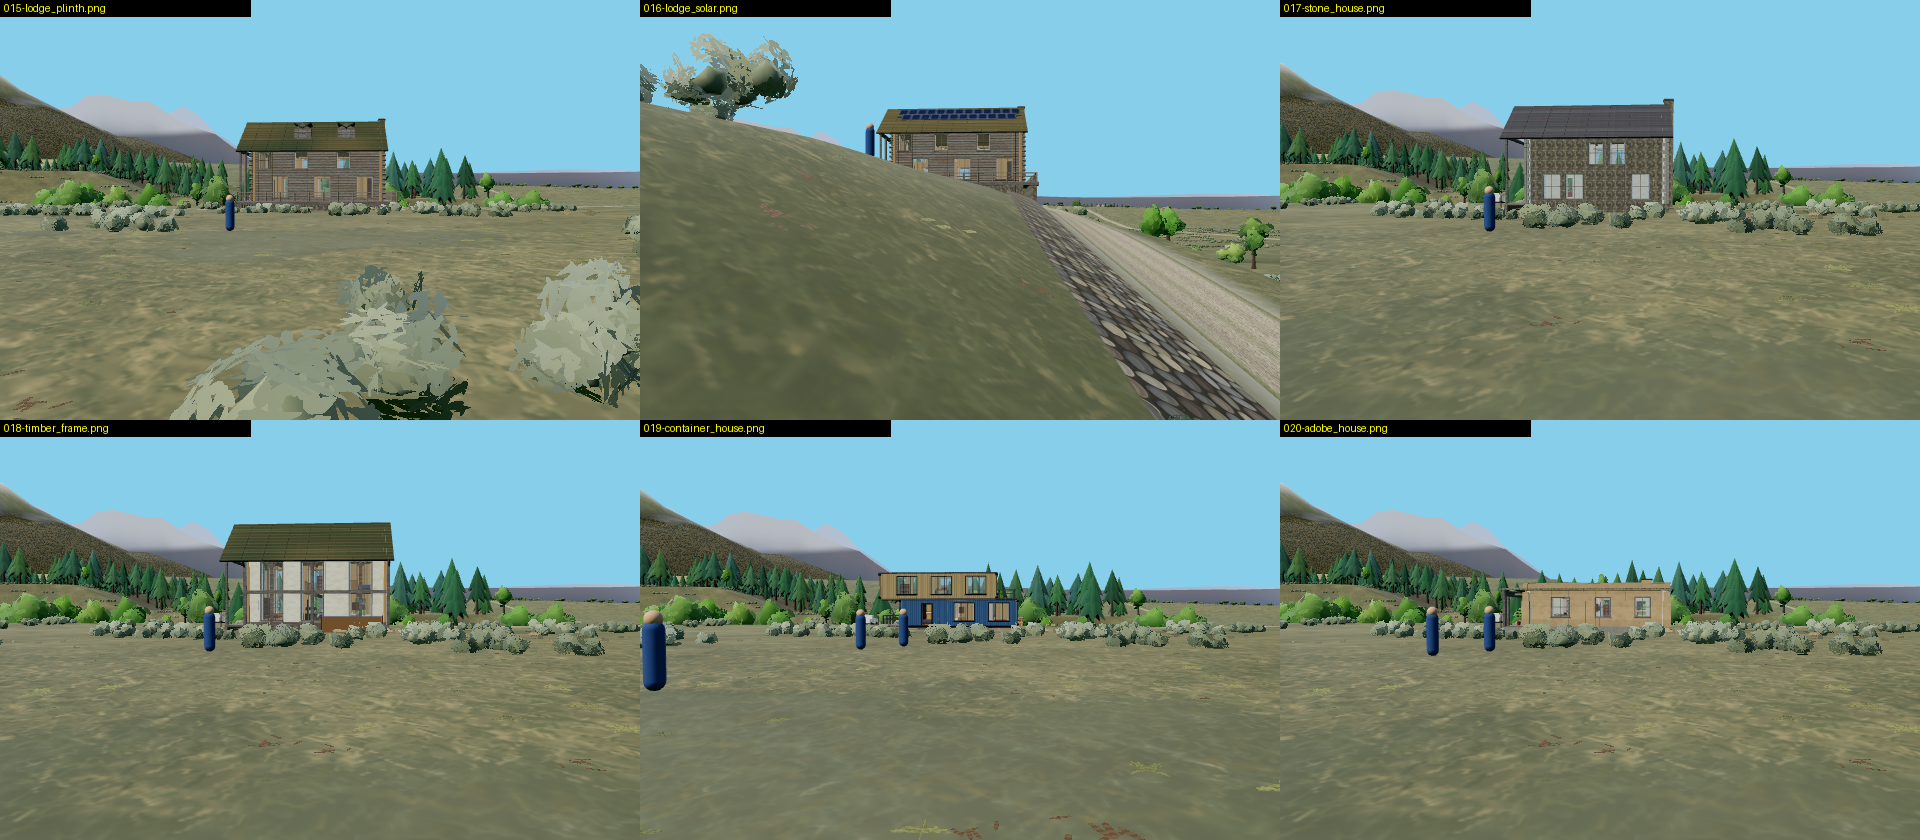 015-lodge_plinth.png
016-lodge_solar.png
017-stone_house.png
018-timber_frame.png
019-container_house.png
020-adobe_house.png